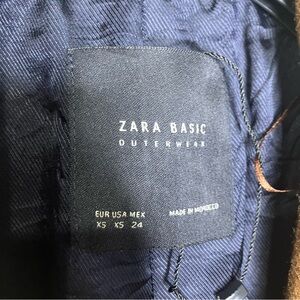 ZARA BASIC
OUTERWEAR
EUR USA MEX
XS XS 24
MADE IN MOROCCO